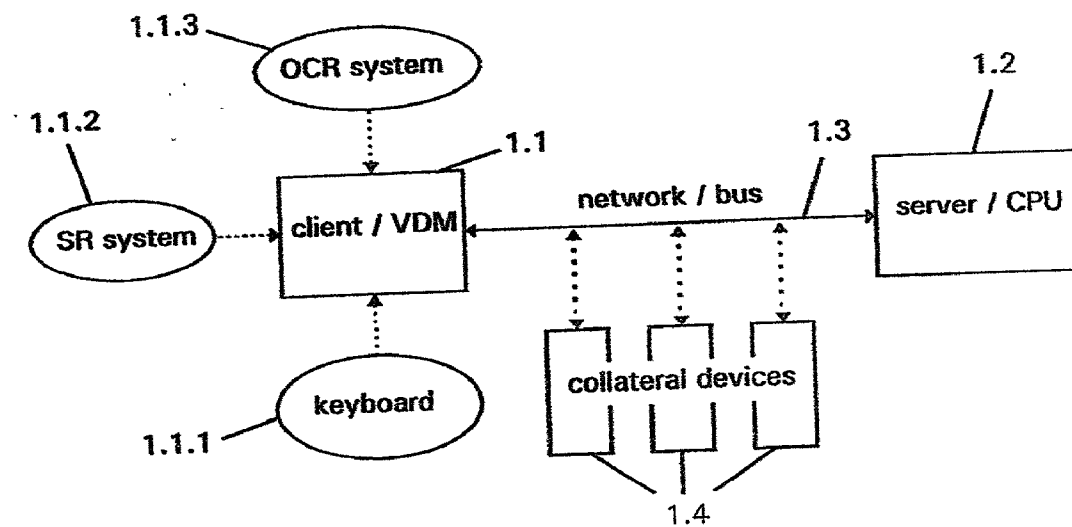 1.1.3
OCR system
1.2
1.1.2
1.1
1.3
network / bus
server / CPU
client / VDM
SR system
collateral devices
keyboard
1.1.1
1.4